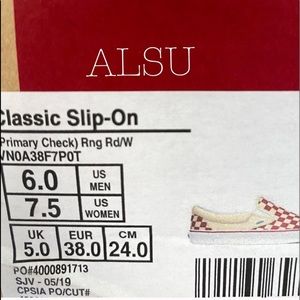 ALSU
Classic Slip-On
(Primary Check) Rng Rd/W
VN0A38F7P0T
6.0 US MEN
7.5 US WOMEN
UK EUR CM
5.0 38.0 24.0
PO#4000891713
SJV - 05/19
CPSIA PO/CUT#